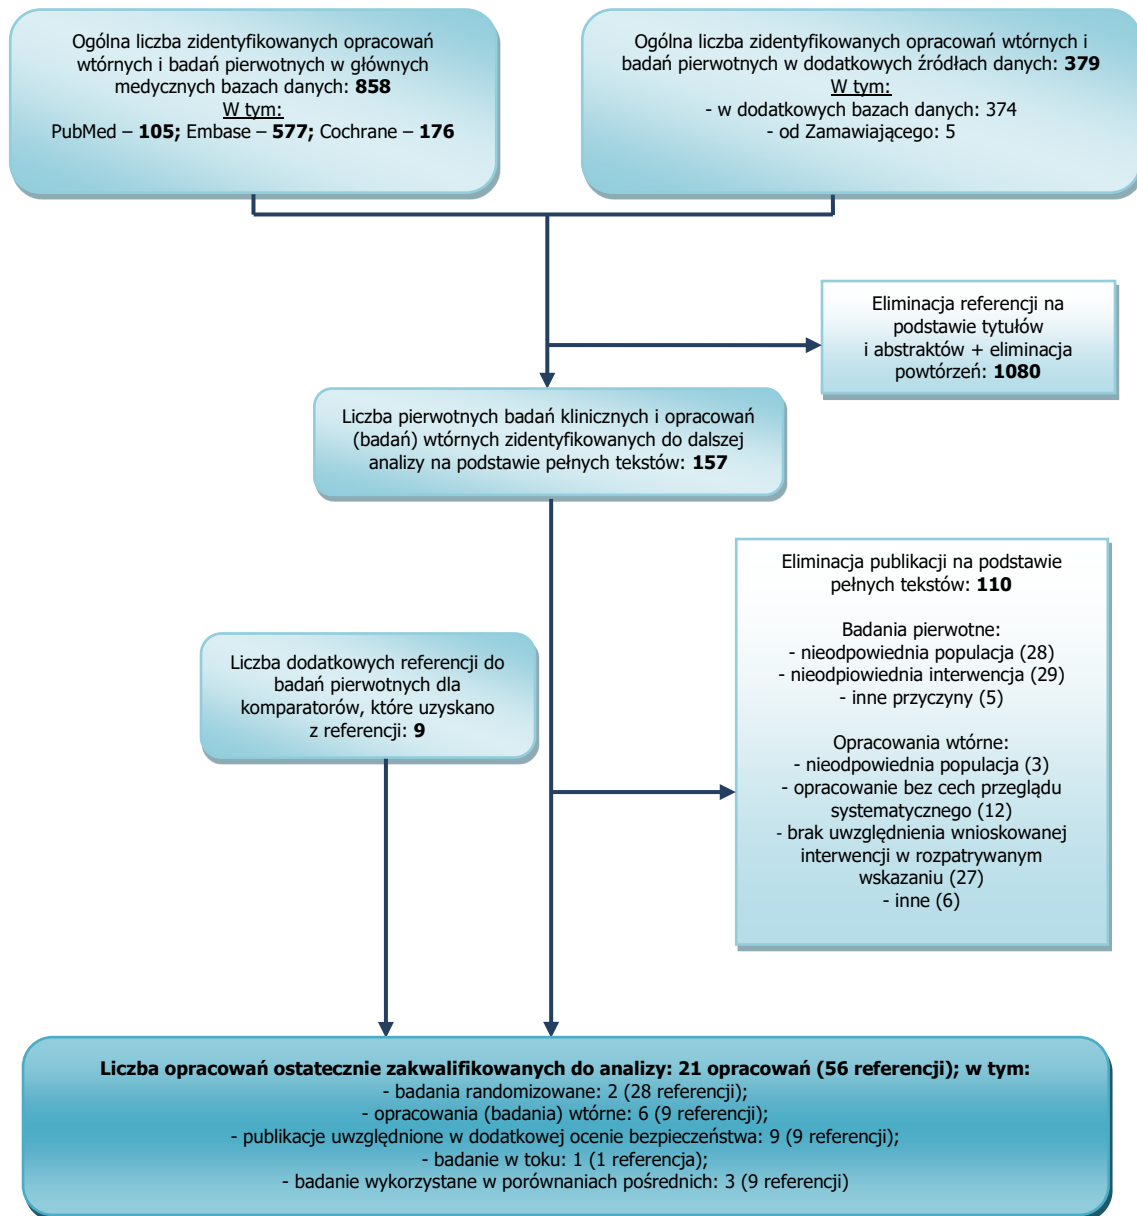 Ogólna liczba zidentyfikowanych opracowań
wtórnych i badań pierwotnych w głównych
medycznych bazach danych: 858
W tym:
PubMed – 105; Embase – 577; Cochrane – 176
Ogólna liczba zidentyfikowanych opracowań wtórnych i
badań pierwotnych w dodatkowych źródłach danych: 379
W tym:
- w dodatkowych bazach danych: 374
- od Zamawiającego: 5
Eliminacja referencji na
podstawie tytułów
i abstraktów + eliminacja
powtórzeń: 1080
Liczba pierwotnych badań klinicznych i opracowań
(badań) wtórnych zidentyfikowanych do dalszej
analizy na podstawie pełnych tekstów: 157
Eliminacja publikacji na podstawie
pełnych tekstów: 110
Badania pierwotne:
- nieodpowiednia populacja (28)
- nieodpiowiednia interwencja (29)
- inne przyczyny (5)
Opracowania wtórne:
- nieodpowiednia populacja (3)
- opracowanie bez cech przeglądu
systematycznego (12)
- brak uwzględnienia wnioskowanej
interwencji w rozpatrywanym
wskazaniu (27)
- inne (6)
Liczba dodatkowych referencji do
badań pierwotnych dla
komparatorów, które uzyskano
z referencji: 9
Liczba opracowań ostatecznie zakwalifikowanych do analizy: 21 opracowań (56 referencji); w tym:
- badania randomizowane: 2 (28 referencji);
- opracowania (badania) wtórne: 6 (9 referencji);
- publikacje uwzględnione w dodatkowej ocenie bezpieczeństwa: 9 (9 referencji);
- badanie w toku: 1 (1 referencja);
- badanie wykorzystane w porównaniach pośrednich: 3 (9 referencji)